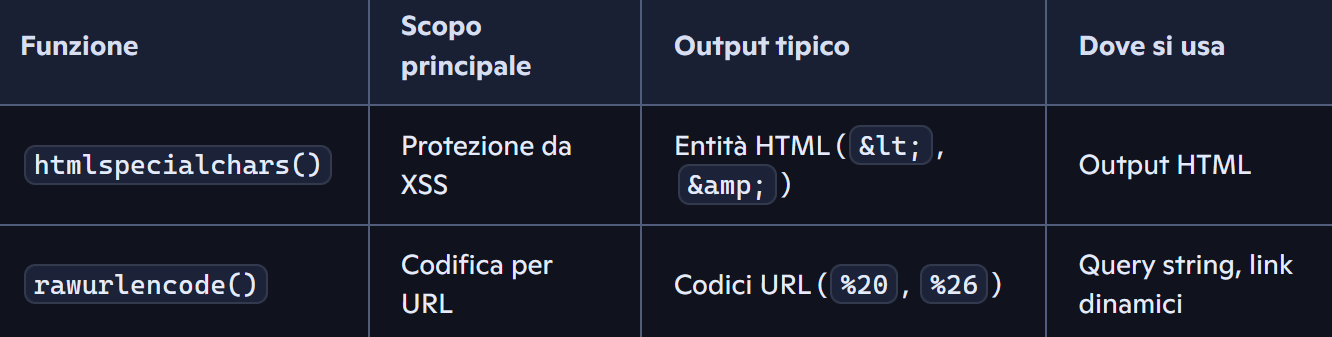 Funzione
Scopo
principale
Output tipico
Dove si usa
htmlspecialchars()
Protezione da
XSS
Entità HTML ( &lt; ,
&amp; )
Output HTML
rawurlencode()
Codifica per
URL
Codici URL ( %20 , %26 )
Query string, link
dinamici